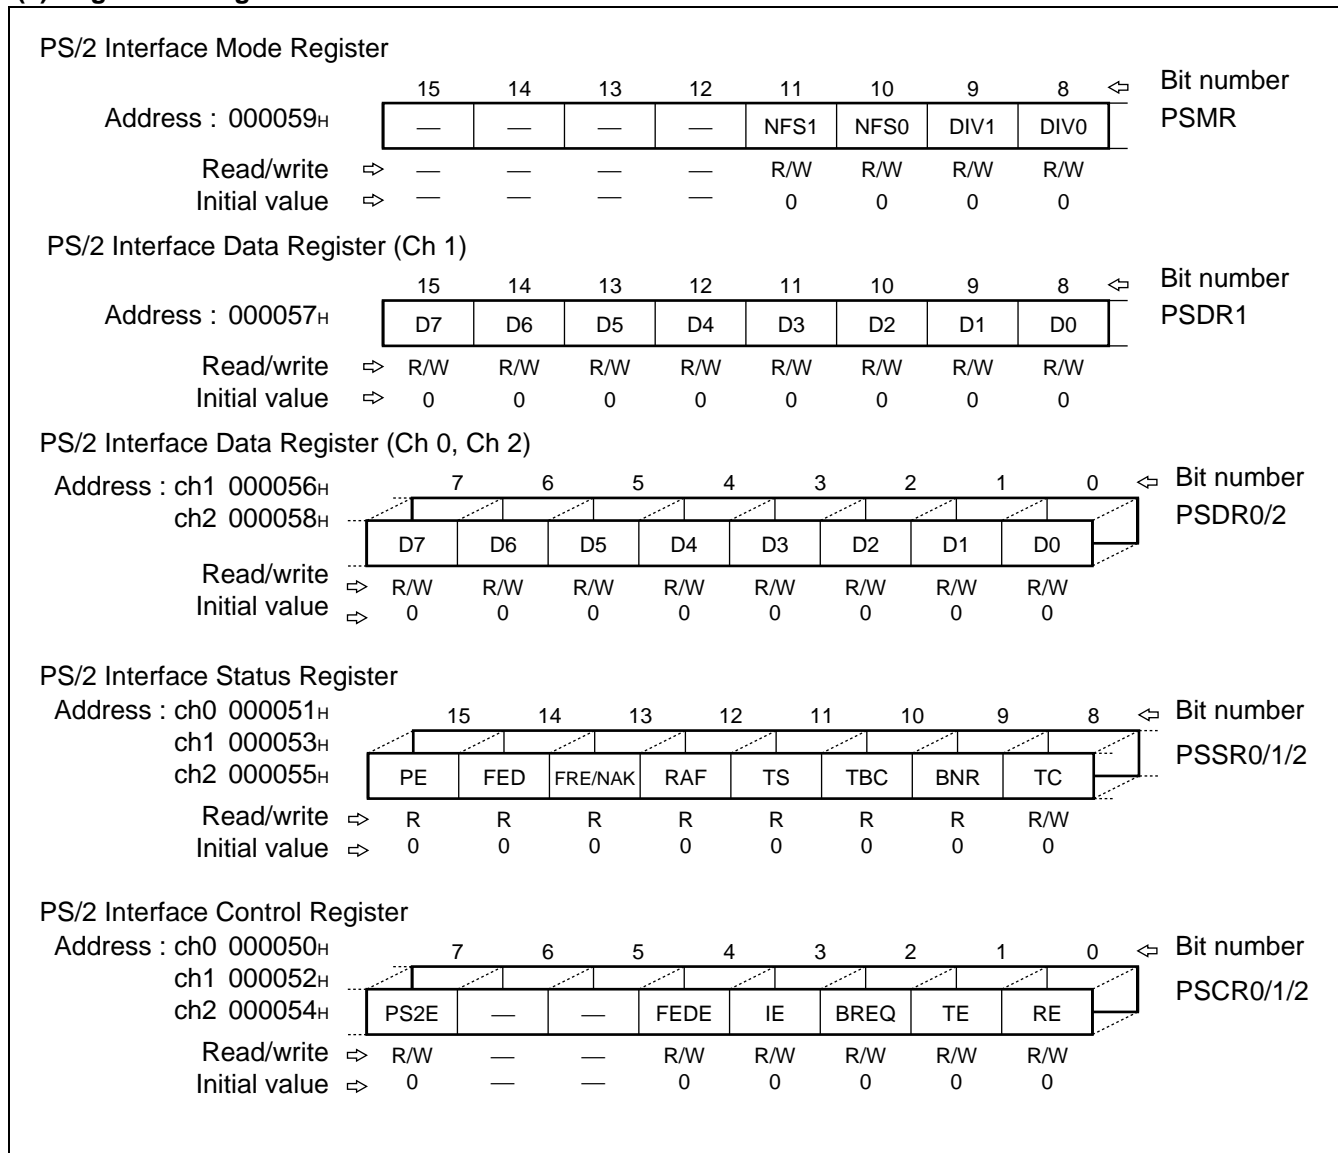 PS/2 Interface Mode Register
15 14 13 12 11 10 9 8 ⇦ Bit number
Address : 000059H — — — — NFS1 NFS0 DIV1 DIV0 PSMR
Read/write ⇨ — — — — R/W R/W R/W R/W
Initial value ⇨ — — — — 0 0 0 0
PS/2 Interface Data Register (Ch 1)
15 14 13 12 11 10 9 8 ⇦ Bit number
Address : 000057H D7 D6 D5 D4 D3 D2 D1 D0 PSDR1
Read/write ⇨ R/W R/W R/W R/W R/W R/W R/W R/W
Initial value ⇨ 0 0 0 0 0 0 0 0
PS/2 Interface Data Register (Ch 0, Ch 2)
Address : ch1 000056H 7 6 5 4 3 2 1 0 ⇦ Bit number
ch2 000058H PSDR0/2
D7 D6 D5 D4 D3 D2 D1 D0
Read/write ⇨ R/W R/W R/W R/W R/W R/W R/W R/W
Initial value ⇨ 0 0 0 0 0 0 0 0
PS/2 Interface Status Register
Address : ch0 000051H 15 14 13 12 11 10 9 8 ⇦ Bit number
ch1 000053H PSSR0/1/2
ch2 000055H PE FED FRE/NAK RAF TS TBC BNR TC
Read/write ⇨ R R R R R R R R/W
Initial value ⇨ 0 0 0 0 0 0 0 0
PS/2 Interface Control Register
Address : ch0 000050H 7 6 5 4 3 2 1 0 ⇦ Bit number
ch1 000052H PSCR0/1/2
ch2 000054H PS2E — — FEDE IE BREQ TE RE
Read/write ⇨ R/W — — R/W R/W R/W R/W R/W
Initial value ⇨ 0 — — 0 0 0 0 0